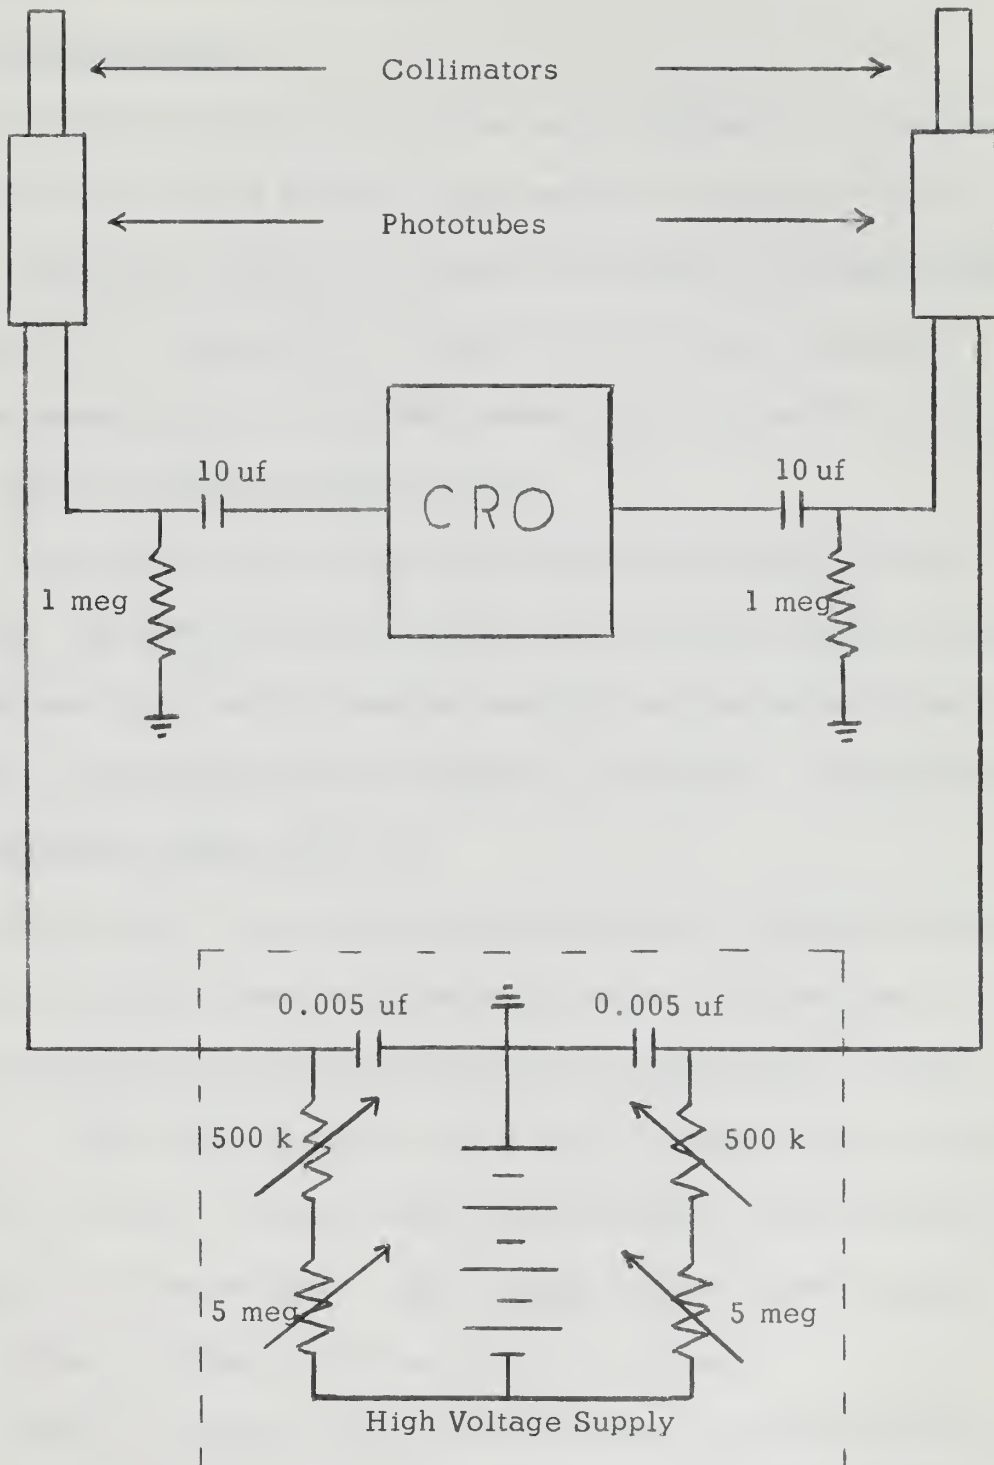 Collimators
Phototubes
10 uf
10 uf
CRO
1 meg
1 meg
0.005 uf
0.005 uf
500 k
500 k
5 meg
5 meg
High Voltage Supply